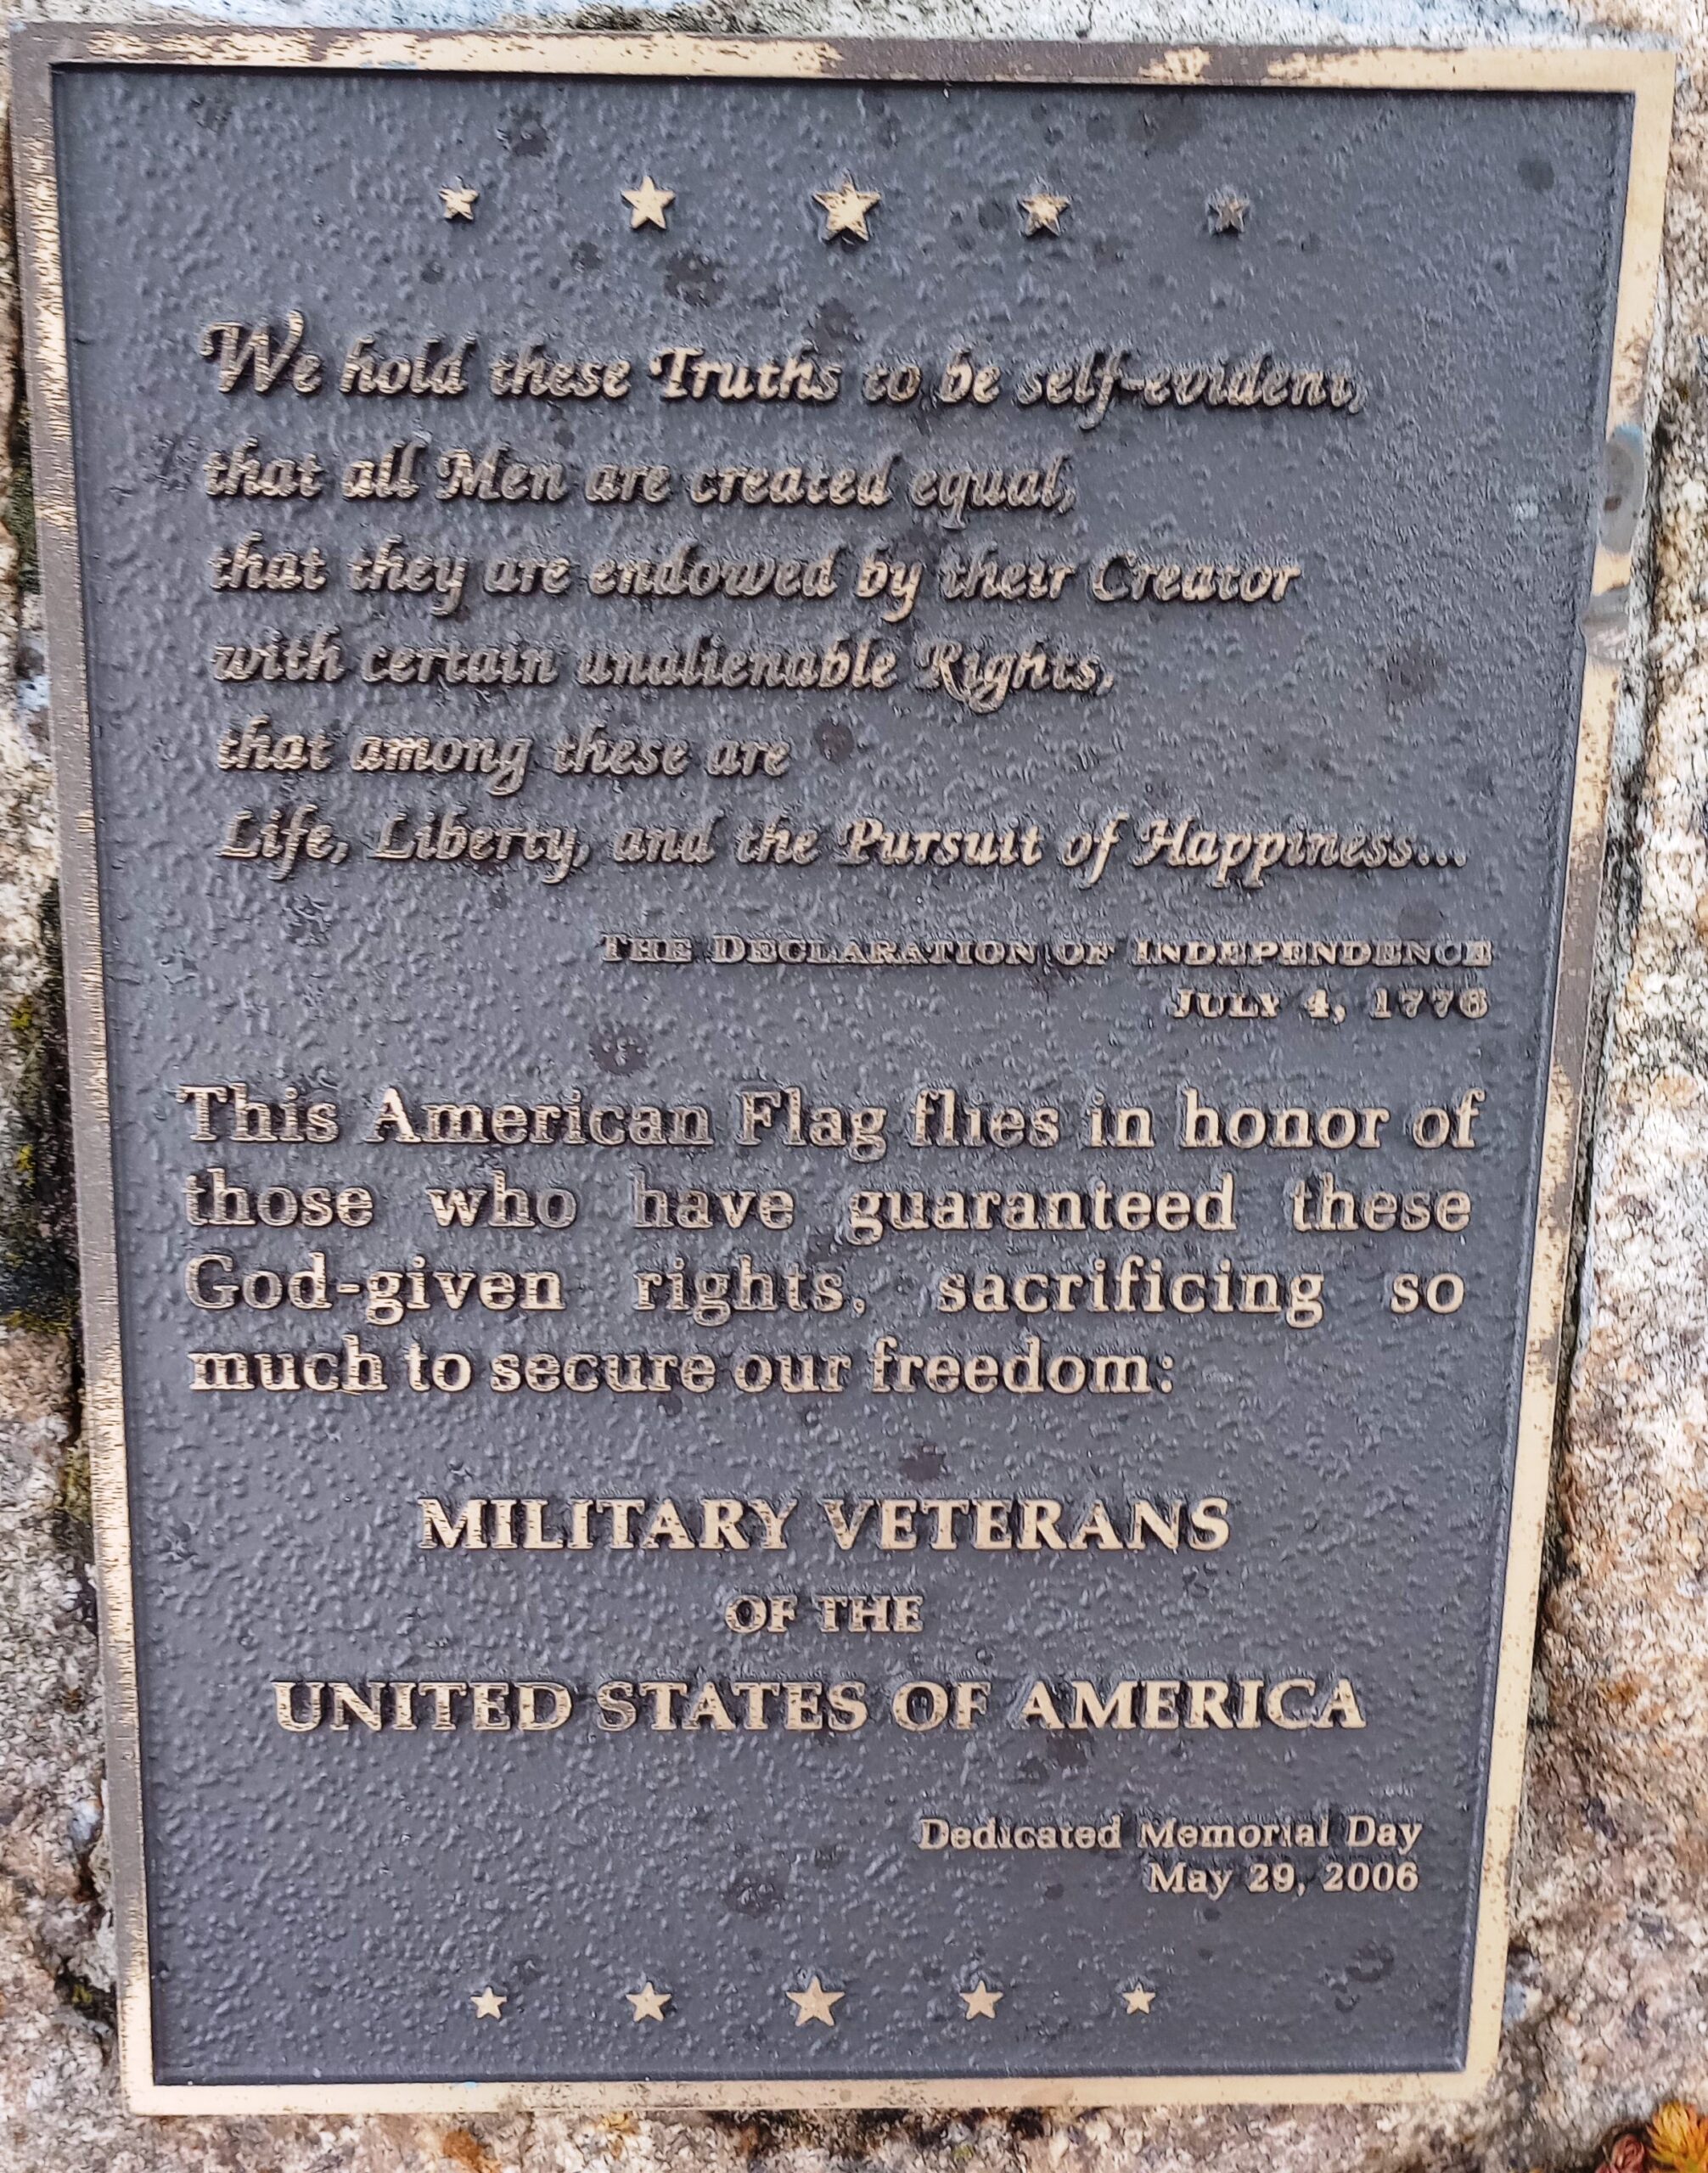 We hold these Truths to be self-evident,
that all Men are created equal,
that they are endowed by their Creator
with certain unalienable Rights,
that among these are
Life, Liberty, and the Pursuit of Happiness...
THE DECLARATION OF INDEPENDENCE
JULY 4, 1776
This American Flag flies in honor of
those who have guaranteed these
God-given rights, sacrificing so
much to secure our freedom:
MILITARY VETERANS
OF THE
UNITED STATES OF AMERICA
Dedicated Memorial Day
May 29, 2006